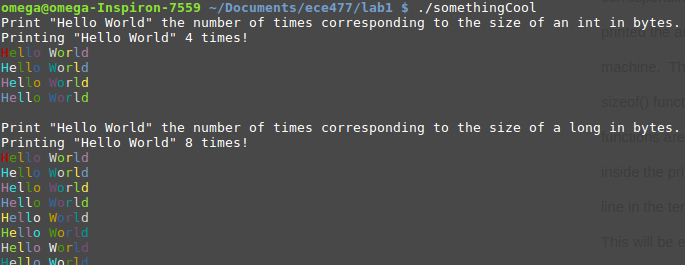 omega@omega-Inspiron-7559 ~/Documents/ece477/lab1 $ ./somethingCool
Print "Hello World" the number of times corresponding to the size of an int in bytes.
Printing "Hello World" 4 times!
Hello World
Hello World
Hello World
Hello World
Print "Hello World" the number of times corresponding to the size of a long in bytes.
Printing "Hello World" 8 times!
Hello World
Hello World
Hello World
Hello World
Hello World
Hello World
Hello World
Hello World
printed the
machine. Th
sizeof() funct
functions are
inside the pri
line in the ter
This will be e